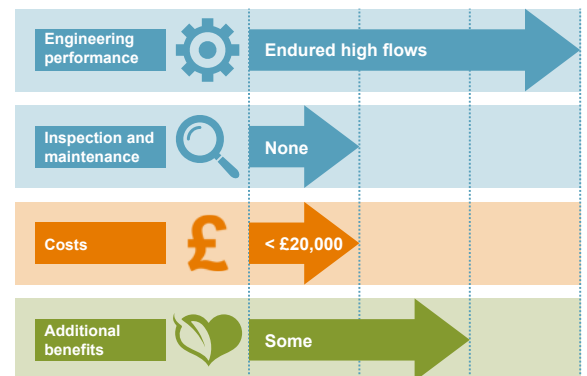 Engineering
performance
Endured high flows
Inspection and
maintenance
None
Costs
£
< £20,000
Additional
benefits
Some